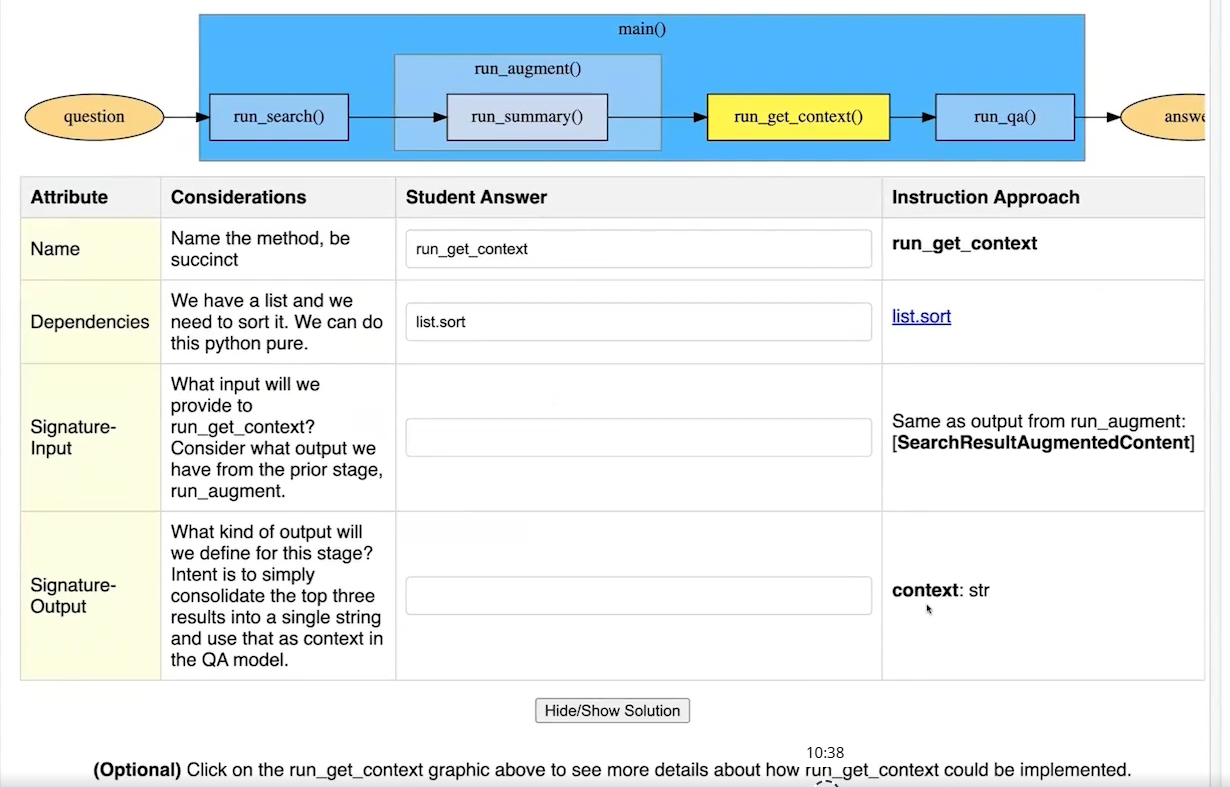 main()
run_augment()
question
run_search()
run_summary()
run_get_context()
run_qa()
answe
Attribute
Considerations
Student Answer
Instruction Approach
Name
Name the method, be
succinct
run_get_context
run_get_context
Dependencies
We have a list and we
need to sort it. We can do
this python pure.
list.sort
list.sort
Signature-
Input
What input will we
provide to
run_get_context?
Consider what output we
have from the prior stage,
run_augment.
Same as output from run_augment:
[SearchResultAugmentedContent]
Signature-
Output
What kind of output will
we define for this stage?
Intent is to simply
consolidate the top three
results into a single string
and use that as context in
the QA model.
context: str
Hide/Show Solution
10:38
(Optional) Click on the run_get_context graphic above to see more details about how run_get_context could be implemented.